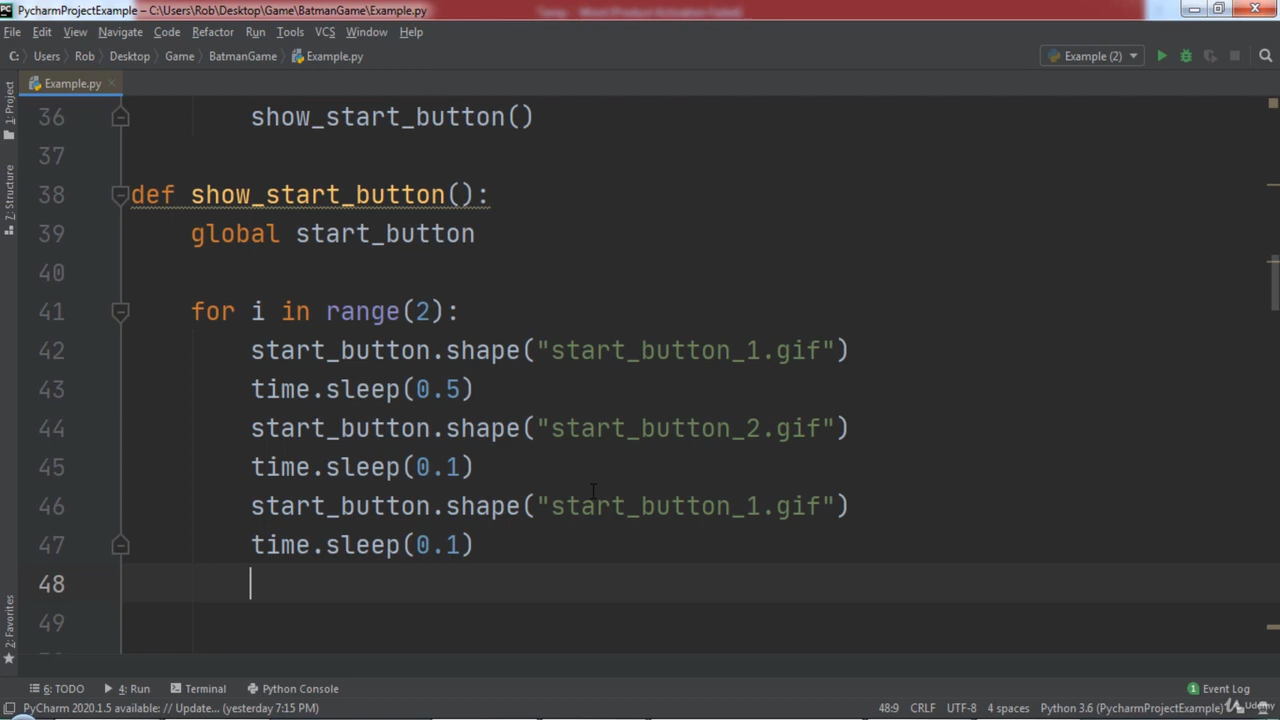 PycharmProjectExample – C:\Users\Rob\Desktop\Game\BatmanGame\Example.py
File Edit View Navigate Code Refactor Run Tools VCS Window Help
C: Users Rob Desktop Game BatmanGame Example.py Example (2)
Example.py
1: Project
7: Structure
2: Favorites
36 show_start_button()
37
38 def show_start_button():
39 global start_button
40
41 for i in range(2):
42 start_button.shape("start_button_1.gif")
43 time.sleep(0.5)
44 start_button.shape("start_button_2.gif")
45 time.sleep(0.1)
46 start_button.shape("start_button_1.gif")
47 time.sleep(0.1)
48
49
6: TODO 4: Run Terminal Python Console 1 Event Log
PyCharm 2020.1.5 available: // Update... (yesterday 7:15 PM) 48:9 CRLF UTF-8 4 spaces Python 3.6 (PycharmProjectExample)
Udemy